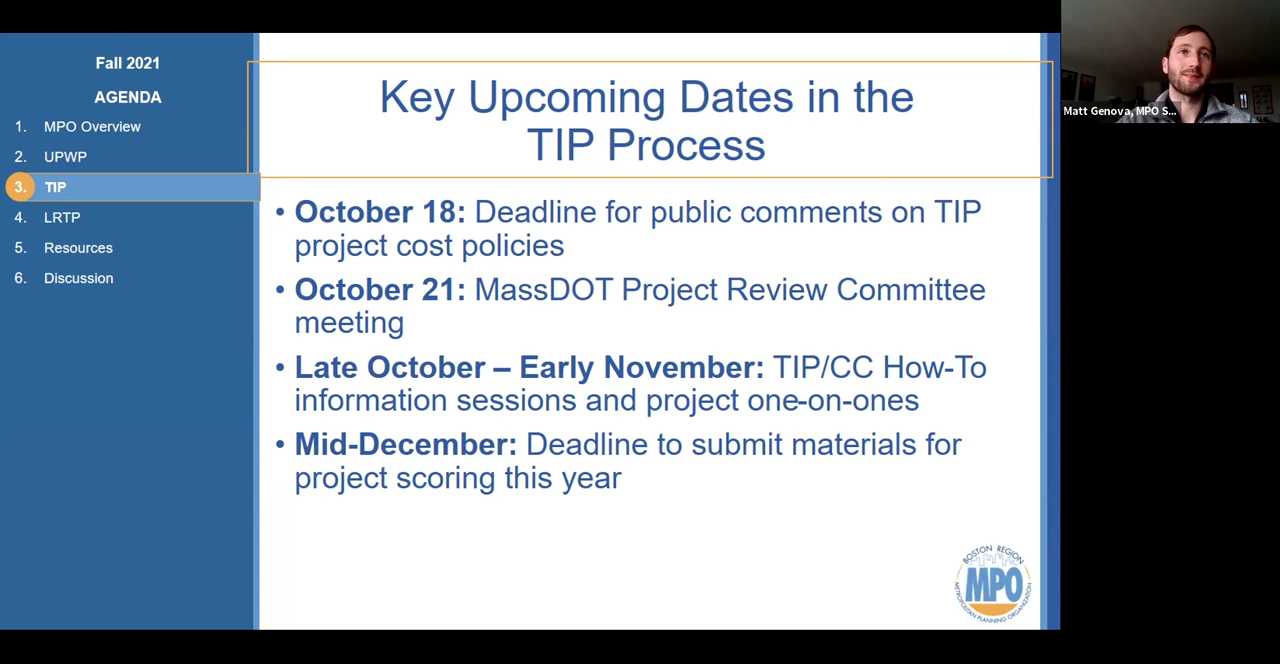 Fall 2021
AGENDA
1. MPO Overview
2. UPWP
3. TIP
4. LRTP
5. Resources
6. Discussion
Key Upcoming Dates in the
TIP Process
• October 18: Deadline for public comments on TIP
project cost policies
• October 21: MassDOT Project Review Committee
meeting
• Late October – Early November: TIP/CC How-To
information sessions and project one-on-ones
• Mid-December: Deadline to submit materials for
project scoring this year
BOSTON REGION
MPO
METROPOLITAN PLANNING ORGANIZATION
Matt Genova, MPO S...